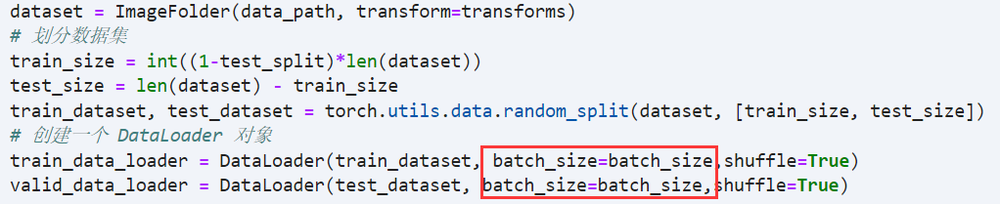 dataset = ImageFolder(data_path, transform=transforms)
# 划分数据集
train_size = int((1-test_split)*len(dataset))
test_size = len(dataset) - train_size
train_dataset, test_dataset = torch.utils.data.random_split(dataset, [train_size, test_size])
# 创建一个 DataLoader 对象
train_data_loader = DataLoader(train_dataset, batch_size=batch_size,shuffle=True)
valid_data_loader = DataLoader(test_dataset, batch_size=batch_size,shuffle=True)